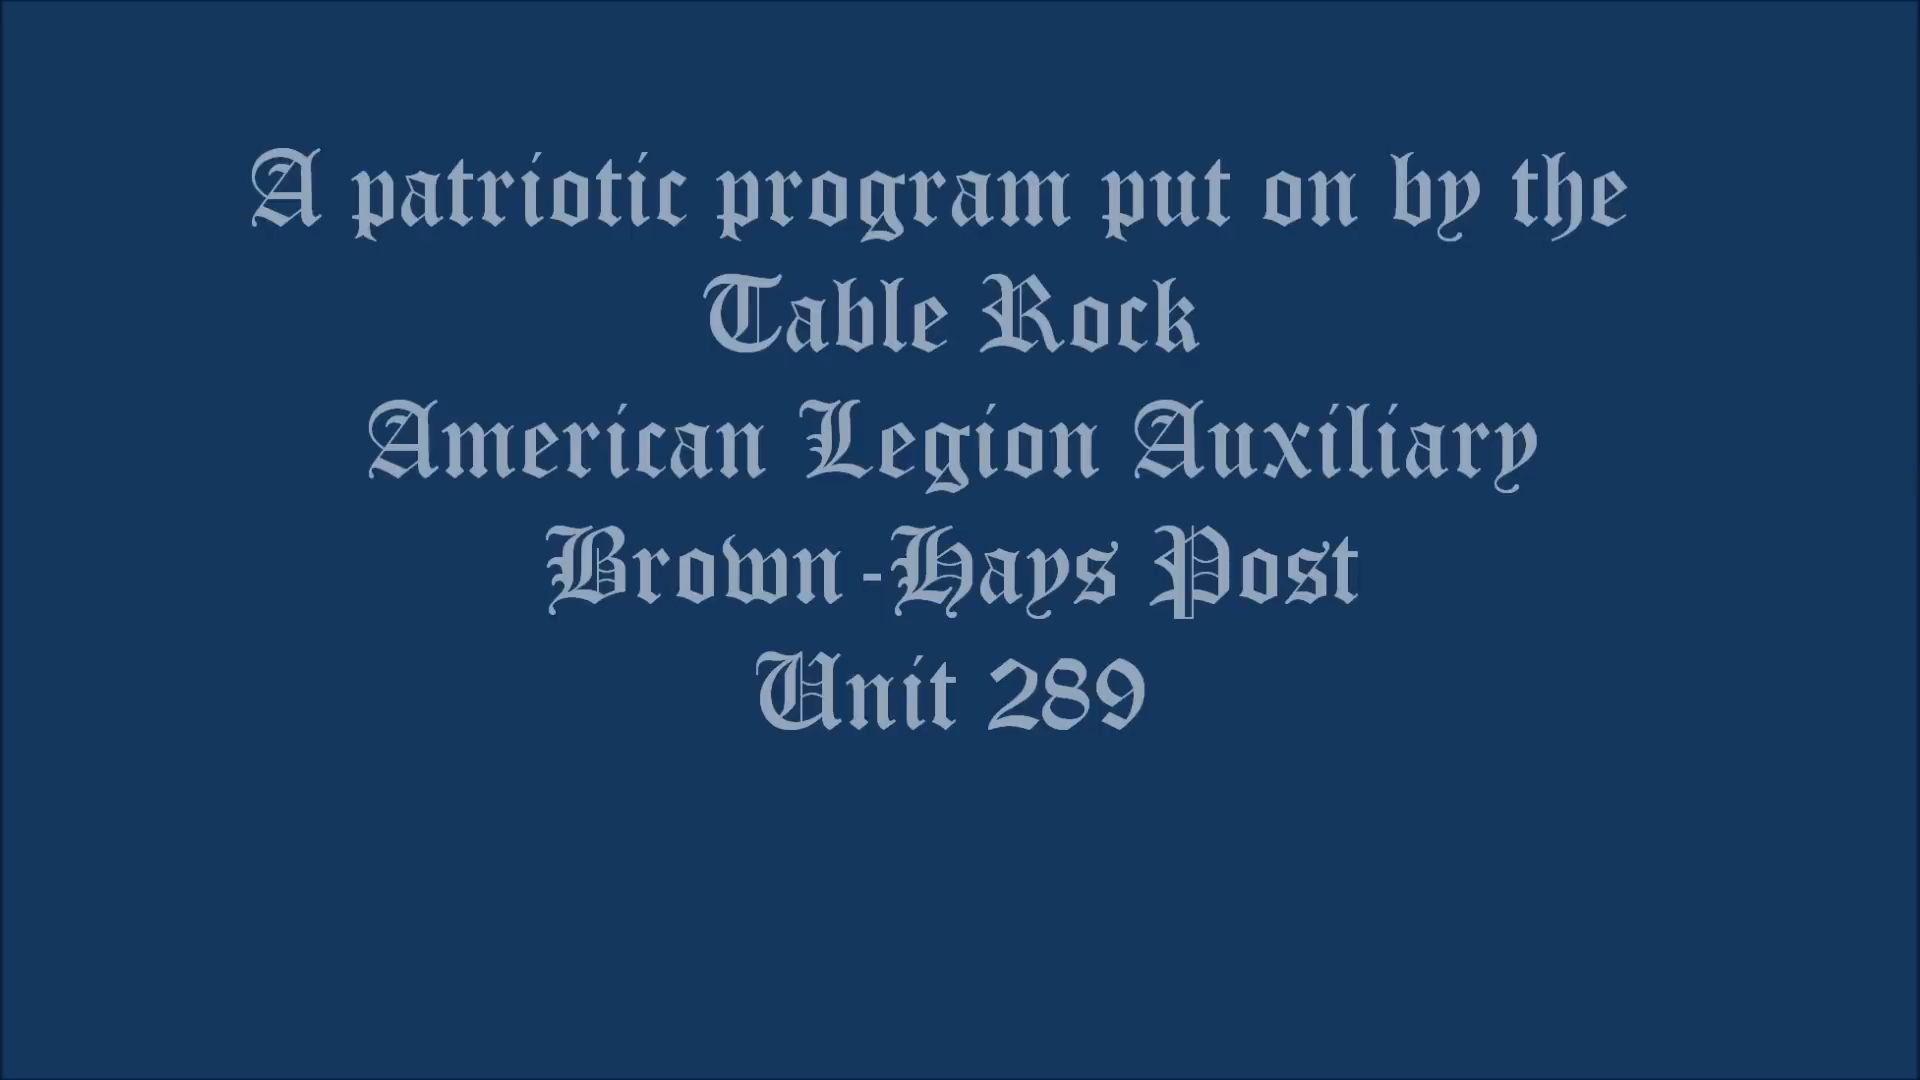 A patriotic program put on by the
Table Rock
American Legion Auxiliary
Brown-Hays Post
Unit 289